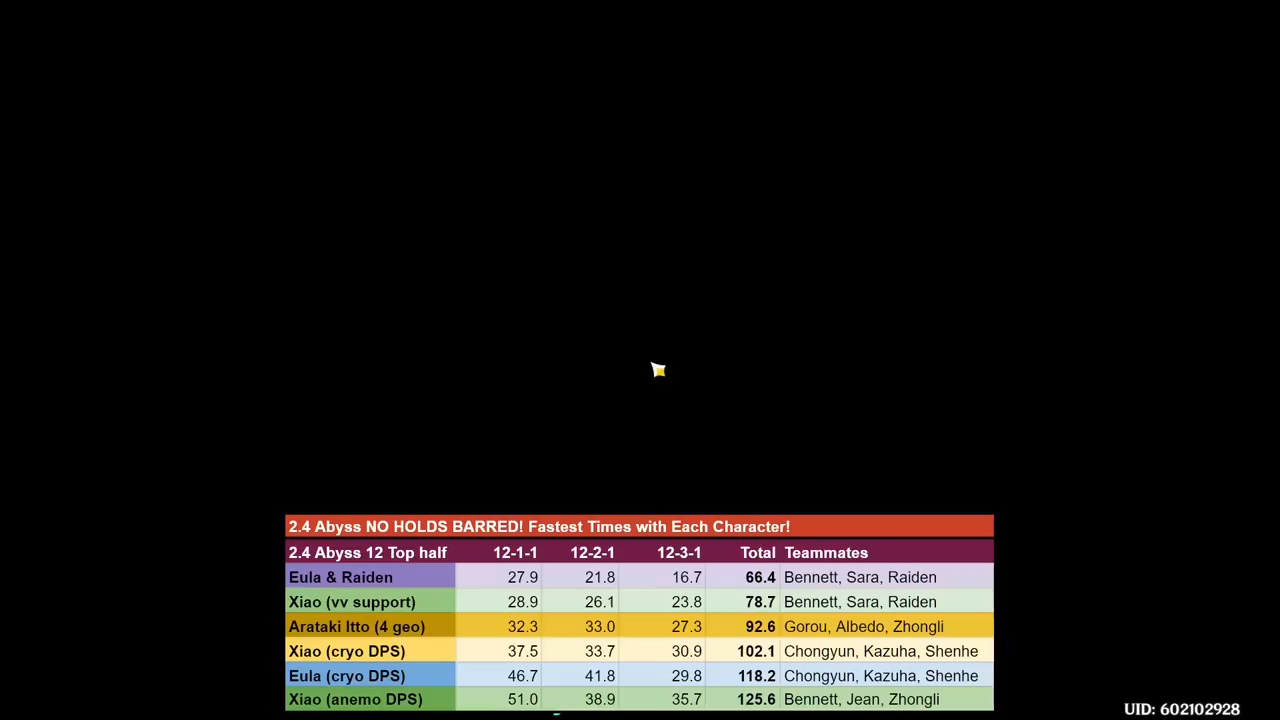 2.4 Abyss NO HOLDS BARRED! Fastest Times with Each Character!
2.4 Abyss 12 Top half 12-1-1 12-2-1 12-3-1 Total Teammates
Eula & Raiden 27.9 21.8 16.7 66.4 Bennett, Sara, Raiden
Xiao (vv support) 28.9 26.1 23.8 78.7 Bennett, Sara, Raiden
Arataki Itto (4 geo) 32.3 33.0 27.3 92.6 Gorou, Albedo, Zhongli
Xiao (cryo DPS) 37.5 33.7 30.9 102.1 Chongyun, Kazuha, Shenhe
Eula (cryo DPS) 46.7 41.8 29.8 118.2 Chongyun, Kazuha, Shenhe
Xiao (anemo DPS) 51.0 38.9 35.7 125.6 Bennett, Jean, Zhongli
UID: 602102928